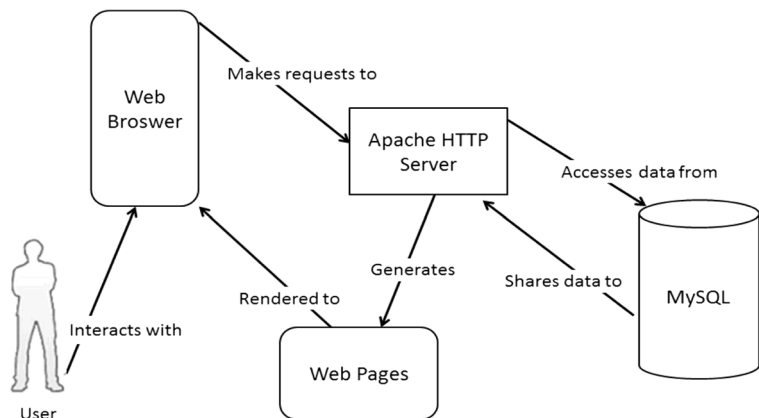 Web
Broswer
Makes requests to
Apache HTTP
Server
Accesses data from
Generates
Shares data to
MySQL
Rendered to
Interacts with
Web Pages
User